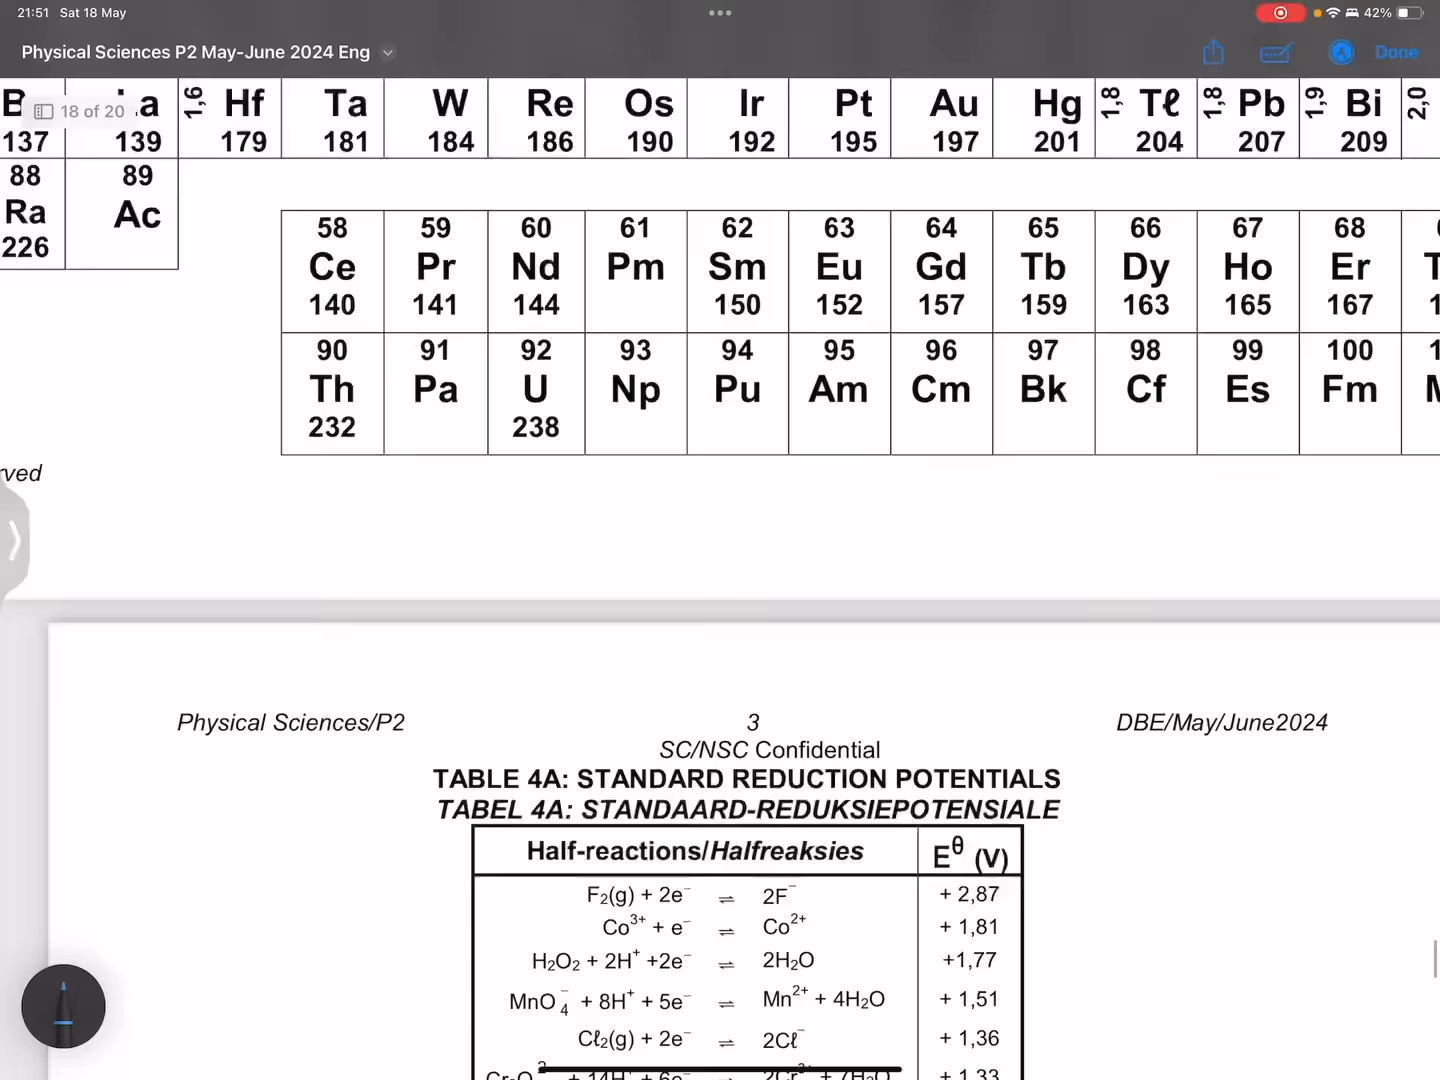 21:51 Sat 18 May
42%
Physical Sciences P2 May-June 2024 Eng
Done
18 of 20
1,6 Hf Ta W Re Os Ir Pt Au Hg 1,8 Tℓ 1,8 Pb 1,9 Bi 2,0
137 139 179 181 184 186 190 192 195 197 201 204 207 209
88 89
Ra Ac
226
58 59 60 61 62 63 64 65 66 67 68
Ce Pr Nd Pm Sm Eu Gd Tb Dy Ho Er
140 141 144 150 152 157 159 163 165 167
90 91 92 93 94 95 96 97 98 99 100
Th Pa U Np Pu Am Cm Bk Cf Es Fm
232 238
rved
Physical Sciences/P2 3 DBE/May/June2024
SC/NSC Confidential
TABLE 4A: STANDARD REDUCTION POTENTIALS
TABEL 4A: STANDAARD-REDUKSIEPOTENSIALE
Half-reactions/Halfreaksies E^θ (V)
F₂(g) + 2e⁻ ⇌ 2F⁻ + 2,87
Co³⁺ + e⁻ ⇌ Co²⁺ + 1,81
H₂O₂ + 2H⁺ +2e⁻ ⇌ 2H₂O +1,77
MnO₄⁻ + 8H⁺ + 5e⁻ ⇌ Mn²⁺ + 4H₂O + 1,51
Cℓ₂(g) + 2e⁻ ⇌ 2Cℓ⁻ + 1,36
+ 14H⁺ + 6e⁻ ⇌ 2Cr³⁺ + 7H₂O + 1,33